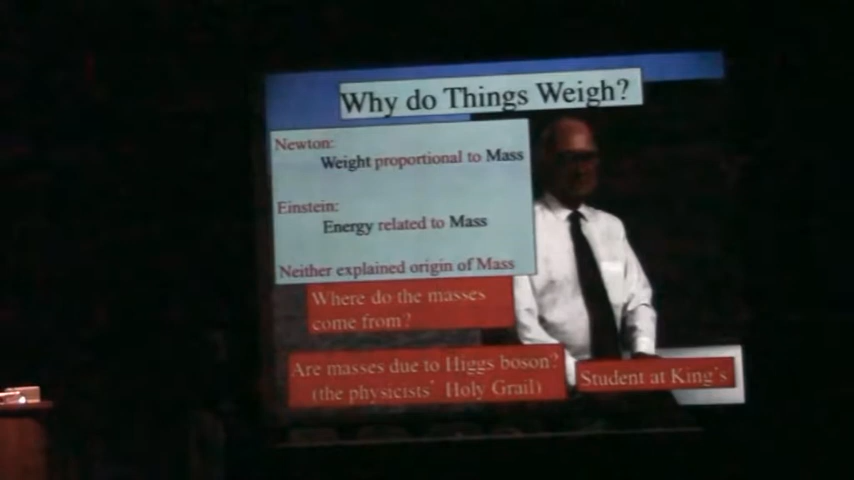 Why do Things Weigh?
Newton:
Weight proportional to Mass
Einstein:
Energy related to Mass
Neither explained origin of Mass
Where do the masses
come from?
Are masses due to Higgs boson?
(the physicists' Holy Grail)
Student at King's